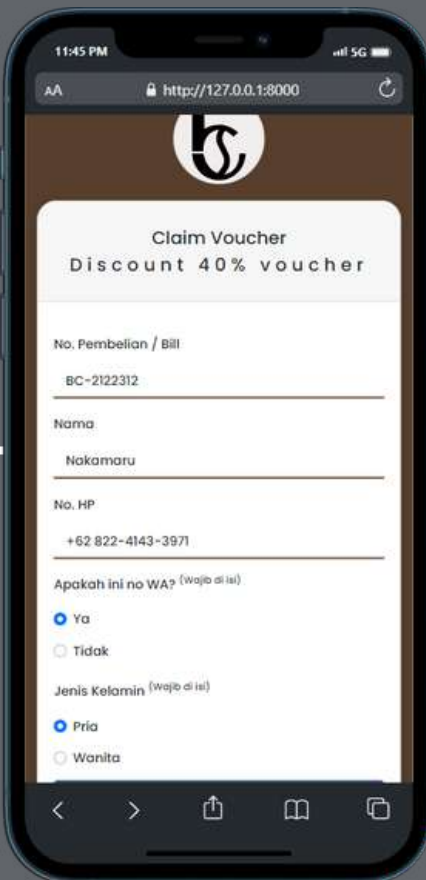 11:45 PM
5G
AA
http://127.0.0.1:8000
Claim Voucher
Discount 40% voucher
No. Pembelian / Bill
BC-2122312
Nama
Nakamaru
No. HP
+62 822-4143-3971
Apakah ini no WA? (Wajib di isi)
Ya
Tidak
Jenis Kelamin (Wajib di isi)
Pria
Wanita